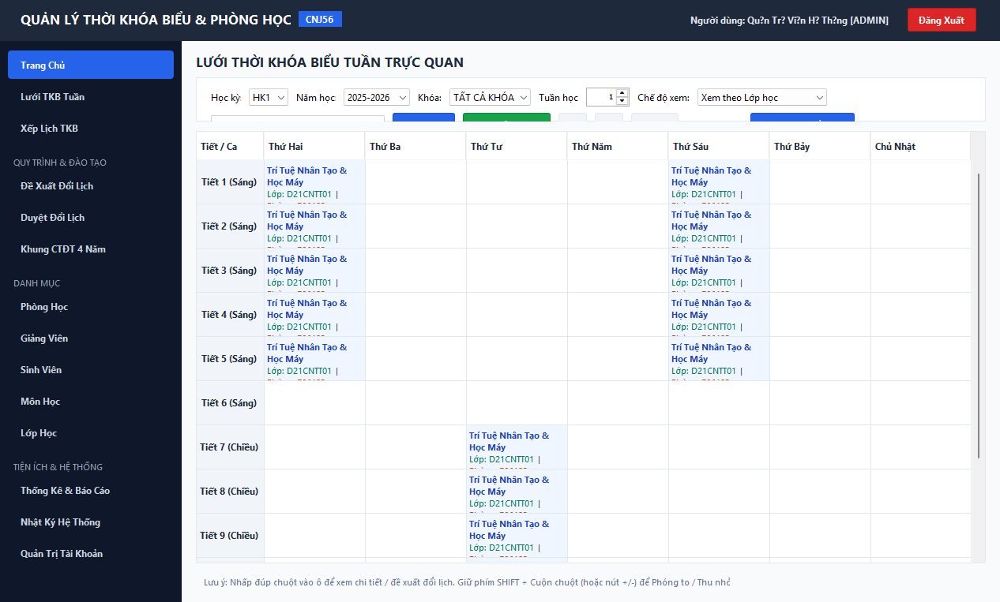 QUẢN LÝ THỜI KHÓA BIỂU & PHÒNG HỌC CNJ56 Người dùng: Qu?n Tr? Vi?n H? Th?ng [ADMIN] Đăng Xuất
Trang Chủ
Lưới TKB Tuần
Xếp Lịch TKB
QUY TRÌNH & ĐÀO TẠO
Đề Xuất Đổi Lịch
Duyệt Đổi Lịch
Khung CTĐT 4 Năm
DANH MỤC
Phòng Học
Giảng Viên
Sinh Viên
Môn Học
Lớp Học
TIỆN ÍCH & HỆ THỐNG
Thống Kê & Báo Cáo
Nhật Ký Hệ Thống
Quản Trị Tài Khoản
LƯỚI THỜI KHÓA BIỂU TUẦN TRỰC QUAN
Học kỳ: HK1 Năm học: 2025-2026 Khóa: TẤT CẢ KHÓA Tuần học 1 Chế độ xem: Xem theo Lớp học
Tiết / Ca Thứ Hai Thứ Ba Thứ Tư Thứ Năm Thứ Sáu Thứ Bảy Chủ Nhật
Tiết 1 (Sáng)
Trí Tuệ Nhân Tạo &
Học Máy
Lớp: D21CNTT01 |
Trí Tuệ Nhân Tạo &
Học Máy
Lớp: D21CNTT01 |
Tiết 2 (Sáng)
Trí Tuệ Nhân Tạo &
Học Máy
Lớp: D21CNTT01 |
Trí Tuệ Nhân Tạo &
Học Máy
Lớp: D21CNTT01 |
Tiết 3 (Sáng)
Trí Tuệ Nhân Tạo &
Học Máy
Lớp: D21CNTT01 |
Trí Tuệ Nhân Tạo &
Học Máy
Lớp: D21CNTT01 |
Tiết 4 (Sáng)
Trí Tuệ Nhân Tạo &
Học Máy
Lớp: D21CNTT01 |
Trí Tuệ Nhân Tạo &
Học Máy
Lớp: D21CNTT01 |
Tiết 5 (Sáng)
Trí Tuệ Nhân Tạo &
Học Máy
Lớp: D21CNTT01 |
Trí Tuệ Nhân Tạo &
Học Máy
Lớp: D21CNTT01 |
Tiết 6 (Sáng)
Tiết 7 (Chiều)
Trí Tuệ Nhân Tạo &
Học Máy
Lớp: D21CNTT01 |
Tiết 8 (Chiều)
Trí Tuệ Nhân Tạo &
Học Máy
Lớp: D21CNTT01 |
Tiết 9 (Chiều)
Trí Tuệ Nhân Tạo &
Học Máy
Lớp: D21CNTT01 |
Lưu ý: Nhấp đúp chuột vào ô để xem chi tiết / đề xuất đổi lịch. Giữ phím SHIFT + Cuộn chuột (hoặc nút +/-) để Phóng to / Thu nhỏ